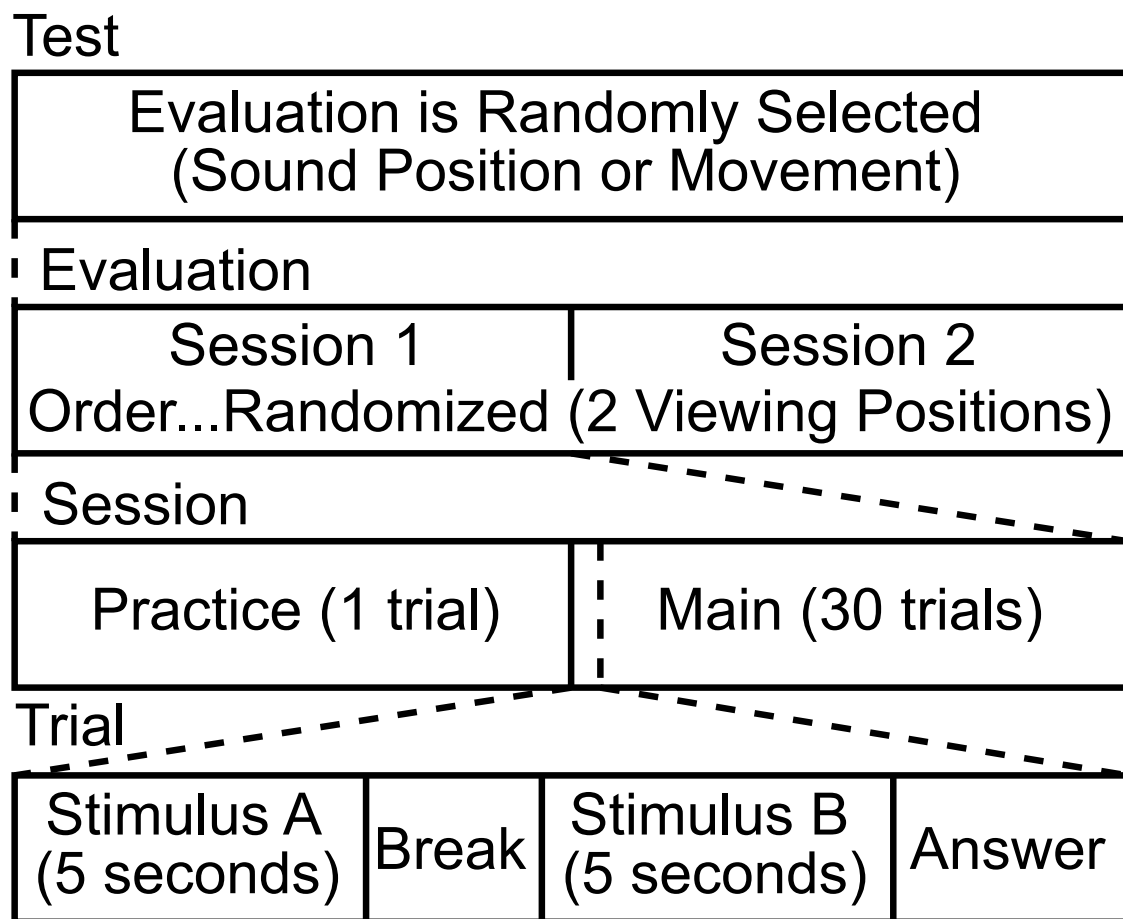 Test
Evaluation is Randomly Selected
(Sound Position or Movement)
Evaluation
Session 1
Session 2
Order...Randomized (2 Viewing Positions)
Session
Practice (1 trial)
Main (30 trials)
Trial
Stimulus A
(5 seconds)
Break
Stimulus B
(5 seconds)
Answer